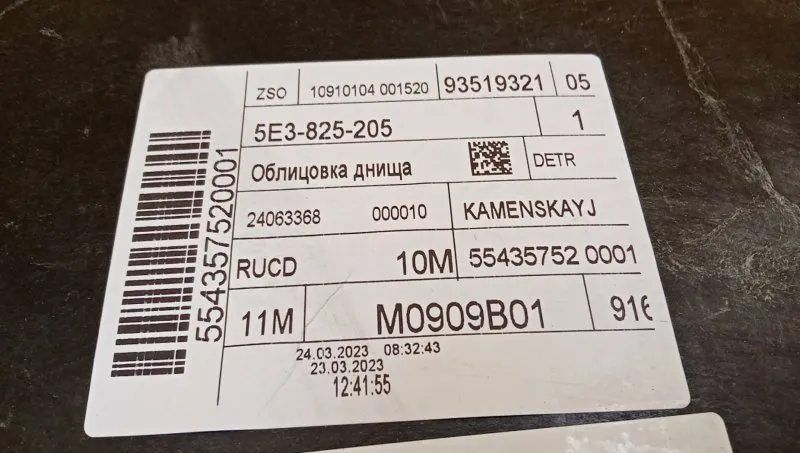 ZSO 10910104 001520 93519321 05
5E3-825-205 1
Облицовка днища DETR
24063368 000010 KAMENSKAYJ
RUCD 10M 55435752 0001
11M M0909B01 916
24.03.2023 08:32:43
23.03.2023
12:41:55
554357520001